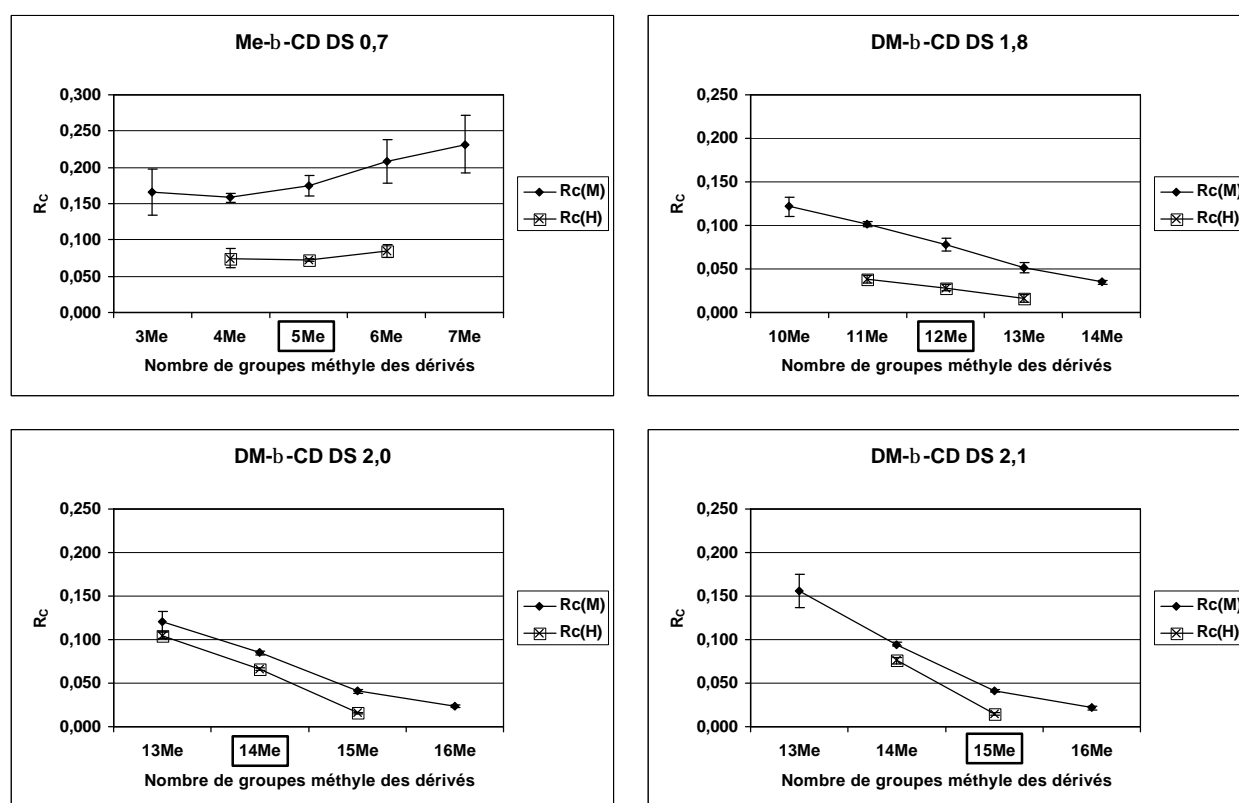 Me-b-CD DS 0,7
0,300
0,250
0,200
0,150
0,100
0,050
0,000
Rc
3Me 4Me 5Me 6Me 7Me
Nombre de groupes méthyle des dérivés
Rc(M)
Rc(H)
DM-b-CD DS 1,8
0,250
0,200
0,150
0,100
0,050
0,000
Rc
10Me 11Me 12Me 13Me 14Me
Nombre de groupes méthyle des dérivés
Rc(M)
Rc(H)
DM-b-CD DS 2,0
0,250
0,200
0,150
0,100
0,050
0,000
Rc
13Me 14Me 15Me 16Me
Nombre de groupes méthyle des dérivés
Rc(M)
Rc(H)
DM-b-CD DS 2,1
0,250
0,200
0,150
0,100
0,050
0,000
Rc
13Me 14Me 15Me 16Me
Nombre de groupes méthyle des dérivés
Rc(M)
Rc(H)